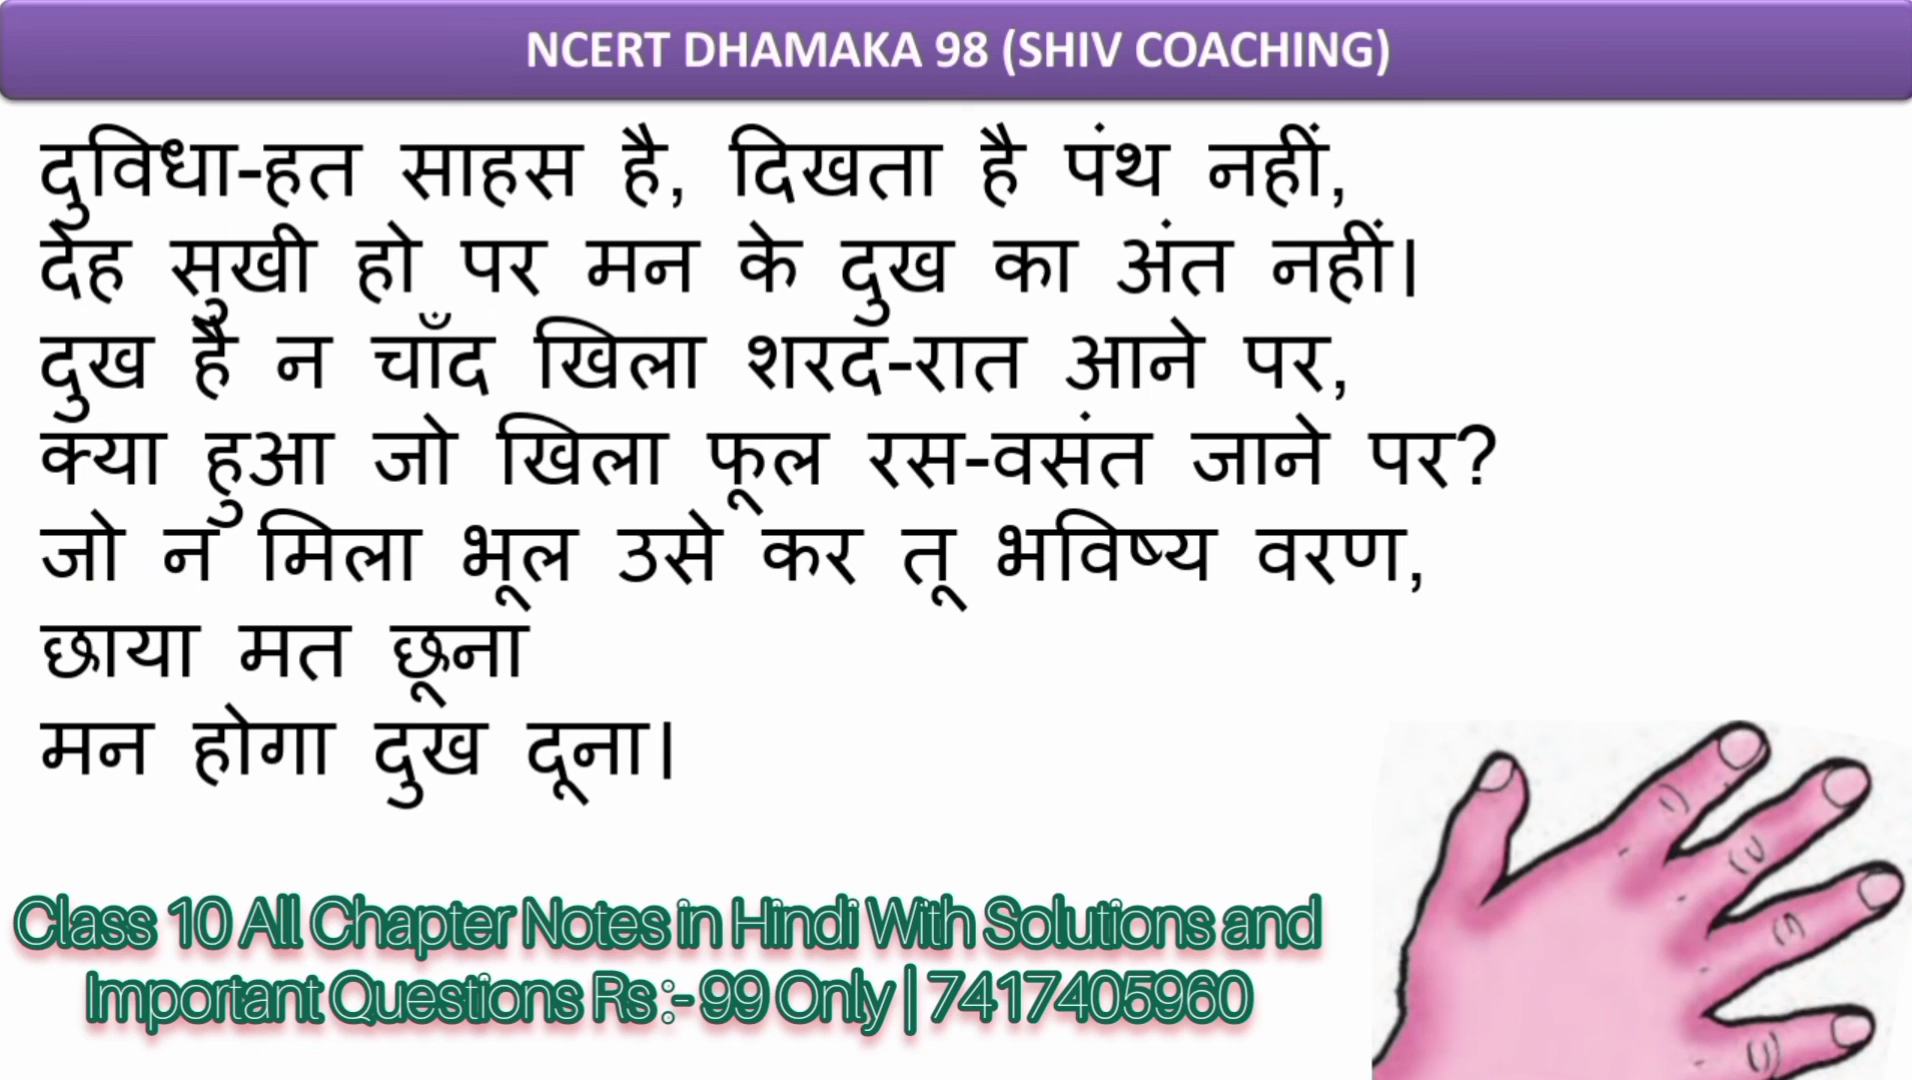 NCERT DHAMAKA 98 (SHIV COACHING)
दुविधा-हत साहस है, दिखता है पंथ नहीं,
देह सुखी हो पर मन के दुख का अंत नहीं।
दुख है न चाँद खिला शरद-रात आने पर,
क्या हुआ जो खिला फूल रस-वसंत जाने पर?
जो न मिला भूल उसे कर तू भविष्य वरण,
छाया मत छूना
मन होगा दुख दूना।
Class 10 All Chapter Notes in Hindi With Solutions and
Important Questions Rs :- 99 Only | 7417405960